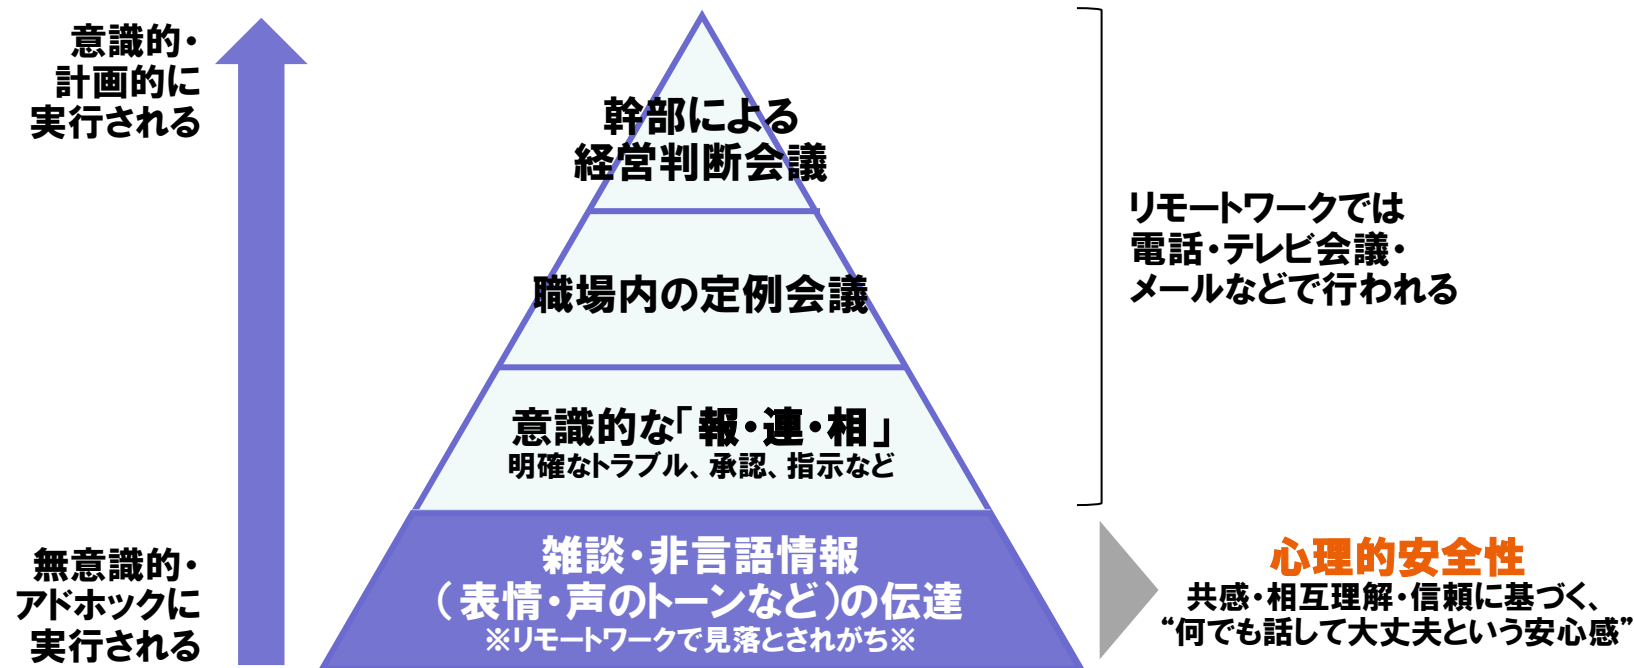 意識的・
計画的に
実行される
幹部による
経営判断会議
職場内の定例会議
意識的な「報・連・相」
明確なトラブル、承認、指示など
リモートワークでは
電話・テレビ会議・
メールなどで行われる
無意識的・
アドホックに
実行される
雑談・非言語情報
(表情・声のトーンなど)の伝達
※リモートワークで見落とされがち※
心理的安全性
共感・相互理解・信頼に基づく、
“何でも話して大丈夫という安心感”